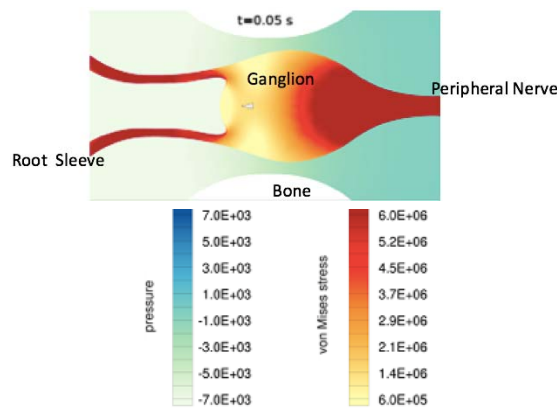 t=0.05 s
Ganglion
Peripheral Nerve
Root Sleeve
Bone
pressure
7.0E+03
5.0E+03
3.0E+03
1.0E+03
-1.0E+03
-3.0E+03
-5.0E+03
-7.0E+03
von Mises stress
6.0E+06
5.2E+06
4.5E+06
3.7E+06
2.9E+06
2.1E+06
1.4E+06
6.0E+05